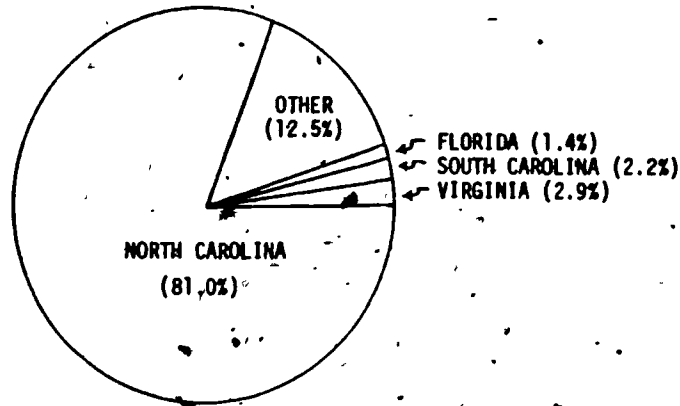 OTHER
(12.5%)
FLORIDA (1.4%)
SOUTH CAROLINA (2.2%)
VIRGINIA (2.9%)
NORTH CAROLINA
(81.0%)